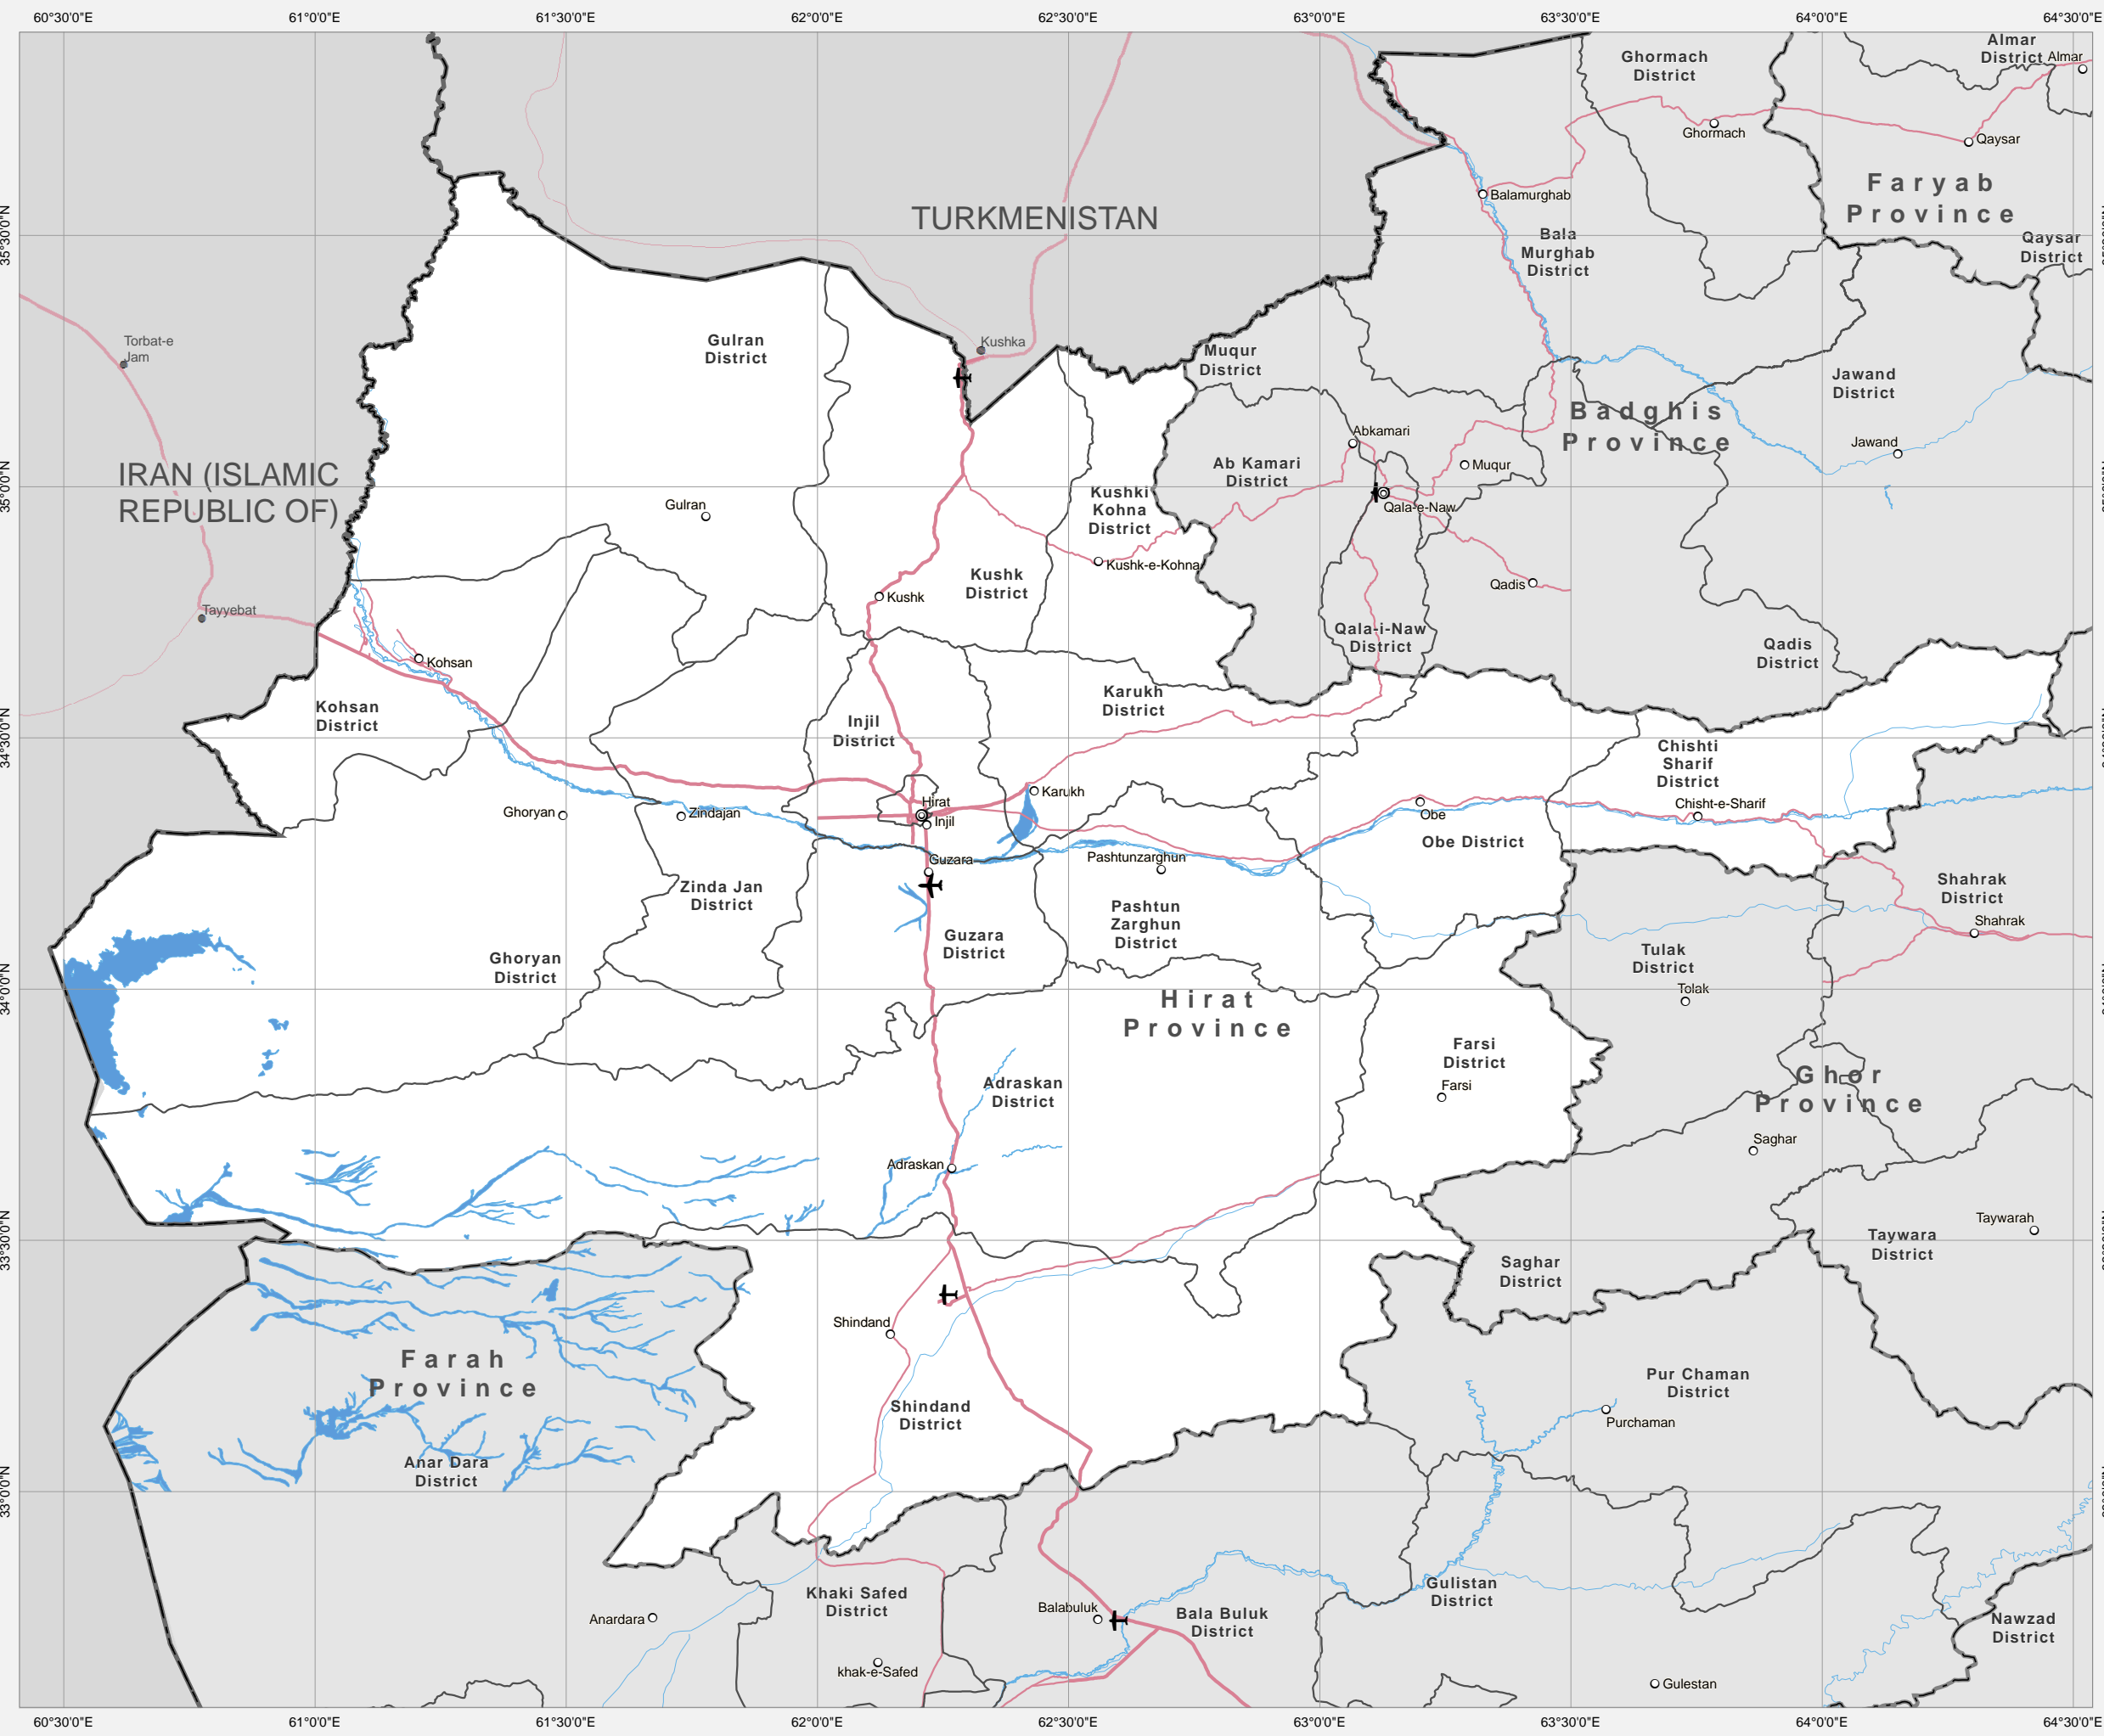 60°30'0"E
61°0'0"E
61°30'0"E
62°0'0"E
62°30'0"E
63°0'0"E
63°30'0"E
64°0'0"E
64°30'0"E
Ghormach
District
Almar
District
Almar
Ghormach
Qaysar
Faryab
Province
Balamurghab
TURKMENISTAN
35°30'0"N
Bala
Murghab
District
Qaysar
District
Torbat-e
Jam
Gulran
District
Kushka
Muqur
District
Jawand
District
Badghis
Province
Abkamari
Jawand
IRAN (ISLAMIC
REPUBLIC OF)
Ab Kamari
District
Muqur
35°0'0"N
Gulran
Kushki
Kohna
District
Qala-e-Naw
Kushk-e-Kohna
Kushk
District
Qadis
Kushk
Tayyebat
Qala-i-Naw
District
Qadis
District
Kohsan
Kohsan
District
Karukh
District
Injil
District
34°30'0"N
Chishti
Sharif
District
Karukh
Hirat
Chisht-e-Sharif
Ghoryan
Zindajan
Injil
Obe
Obe District
Guzara
Pashtunzarghun
Zinda Jan
District
Shahrak
District
Pashtun
Zarghun
District
Shahrak
Guzara
District
Tulak
District
Ghoryan
District
34°0'0"N
Tolak
Hirat
Province
Farsi
District
Farsi
Adraskan
District
Ghor
Province
Saghar
Adraskan
Taywarah
33°30'0"N
Taywara
District
Saghar
District
Shindand
Farah
Province
Pur Chaman
District
Shindand
District
Purchaman
Anar Dara
District
33°0'0"N
Khaki Safed
District
Gulistan
District
Balabuluk
Bala Buluk
District
Anardara
Nawzad
District
khak-e-Safed
Gulestan
60°30'0"E
61°0'0"E
61°30'0"E
62°0'0"E
62°30'0"E
63°0'0"E
63°30'0"E
64°0'0"E
64°30'0"E